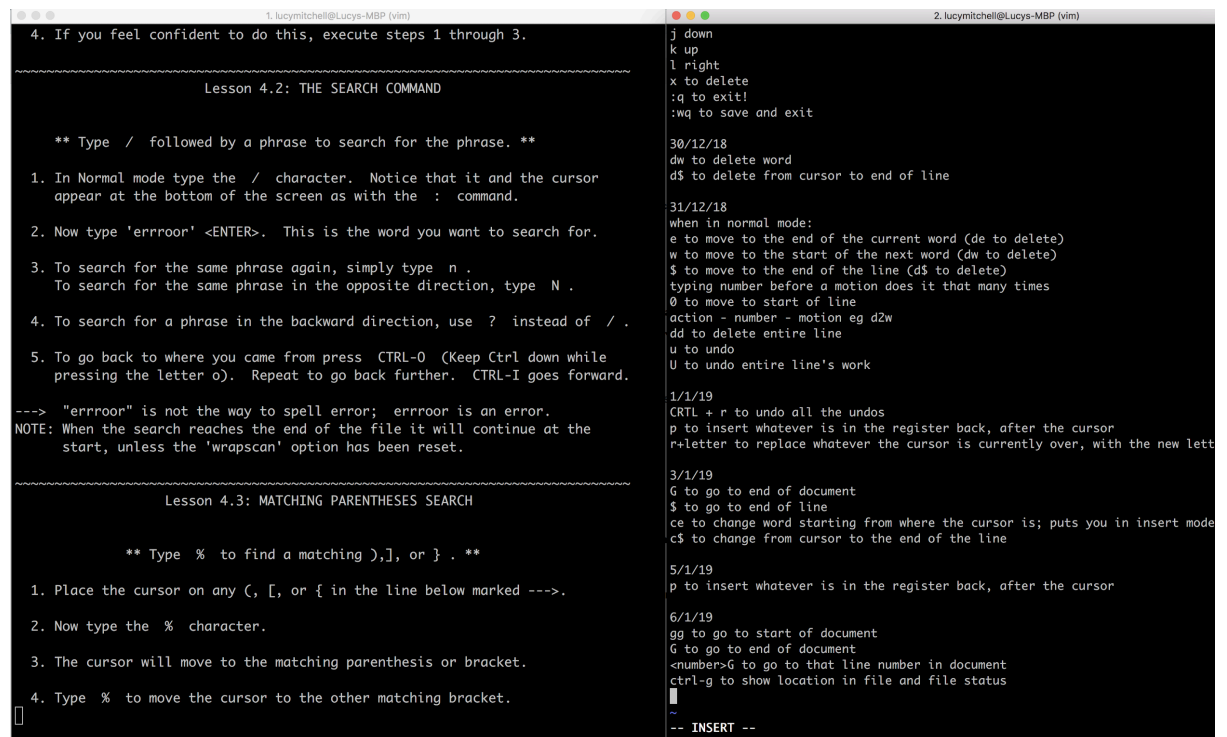 1. lucymitchell@Lucys-MBP (vim)
4. If you feel confident to do this, execute steps 1 through 3.
~~~~~~~~~~~~~~~~~~~~~~~~~~~~~~~~~~~~~~~~~~~~~~~~~~~~~~~~~~~~~~~~~~~~~~~~~~~~~~
Lesson 4.2: THE SEARCH COMMAND
** Type / followed by a phrase to search for the phrase. **
1. In Normal mode type the / character. Notice that it and the cursor
appear at the bottom of the screen as with the : command.
2. Now type 'errroor' <ENTER>. This is the word you want to search for.
3. To search for the same phrase again, simply type n .
To search for the same phrase in the opposite direction, type N .
4. To search for a phrase in the backward direction, use ? instead of / .
5. To go back to where you came from press CTRL-O (Keep Ctrl down while
pressing the letter o). Repeat to go back further. CTRL-I goes forward.
---> "errroor" is not the way to spell error; errroor is an error.
NOTE: When the search reaches the end of the file it will continue at the
start, unless the 'wrapscan' option has been reset.
~~~~~~~~~~~~~~~~~~~~~~~~~~~~~~~~~~~~~~~~~~~~~~~~~~~~~~~~~~~~~~~~~~~~~~~~~~~~~~
Lesson 4.3: MATCHING PARENTHESES SEARCH
** Type % to find a matching ),], or } . **
1. Place the cursor on any (, [, or { in the line below marked --->.
2. Now type the % character.
3. The cursor will move to the matching parenthesis or bracket.
4. Type % to move the cursor to the other matching bracket.
2. lucymitchell@Lucys-MBP (vim)
j down
k up
l right
x to delete
:q to exit!
:wq to save and exit
30/12/18
dw to delete word
d$ to delete from cursor to end of line
31/12/18
when in normal mode:
e to move to the end of the current word (de to delete)
w to move to the start of the next word (dw to delete)
$ to move to the end of the line (d$ to delete)
typing number before a motion does it that many times
0 to move to start of line
action - number - motion eg d2w
dd to delete entire line
u to undo
U to undo entire line's work
1/1/19
CRTL + r to undo all the undos
p to insert whatever is in the register back, after the cursor
r+letter to replace whatever the cursor is currently over, with the new lett
3/1/19
G to go to end of document
$ to go to end of line
ce to change word starting from where the cursor is; puts you in insert mode
c$ to change from cursor to the end of the line
5/1/19
p to insert whatever is in the register back, after the cursor
6/1/19
gg to go to start of document
G to go to end of document
<number>G to go to that line number in document
ctrl-g to show location in file and file status
~
-- INSERT --